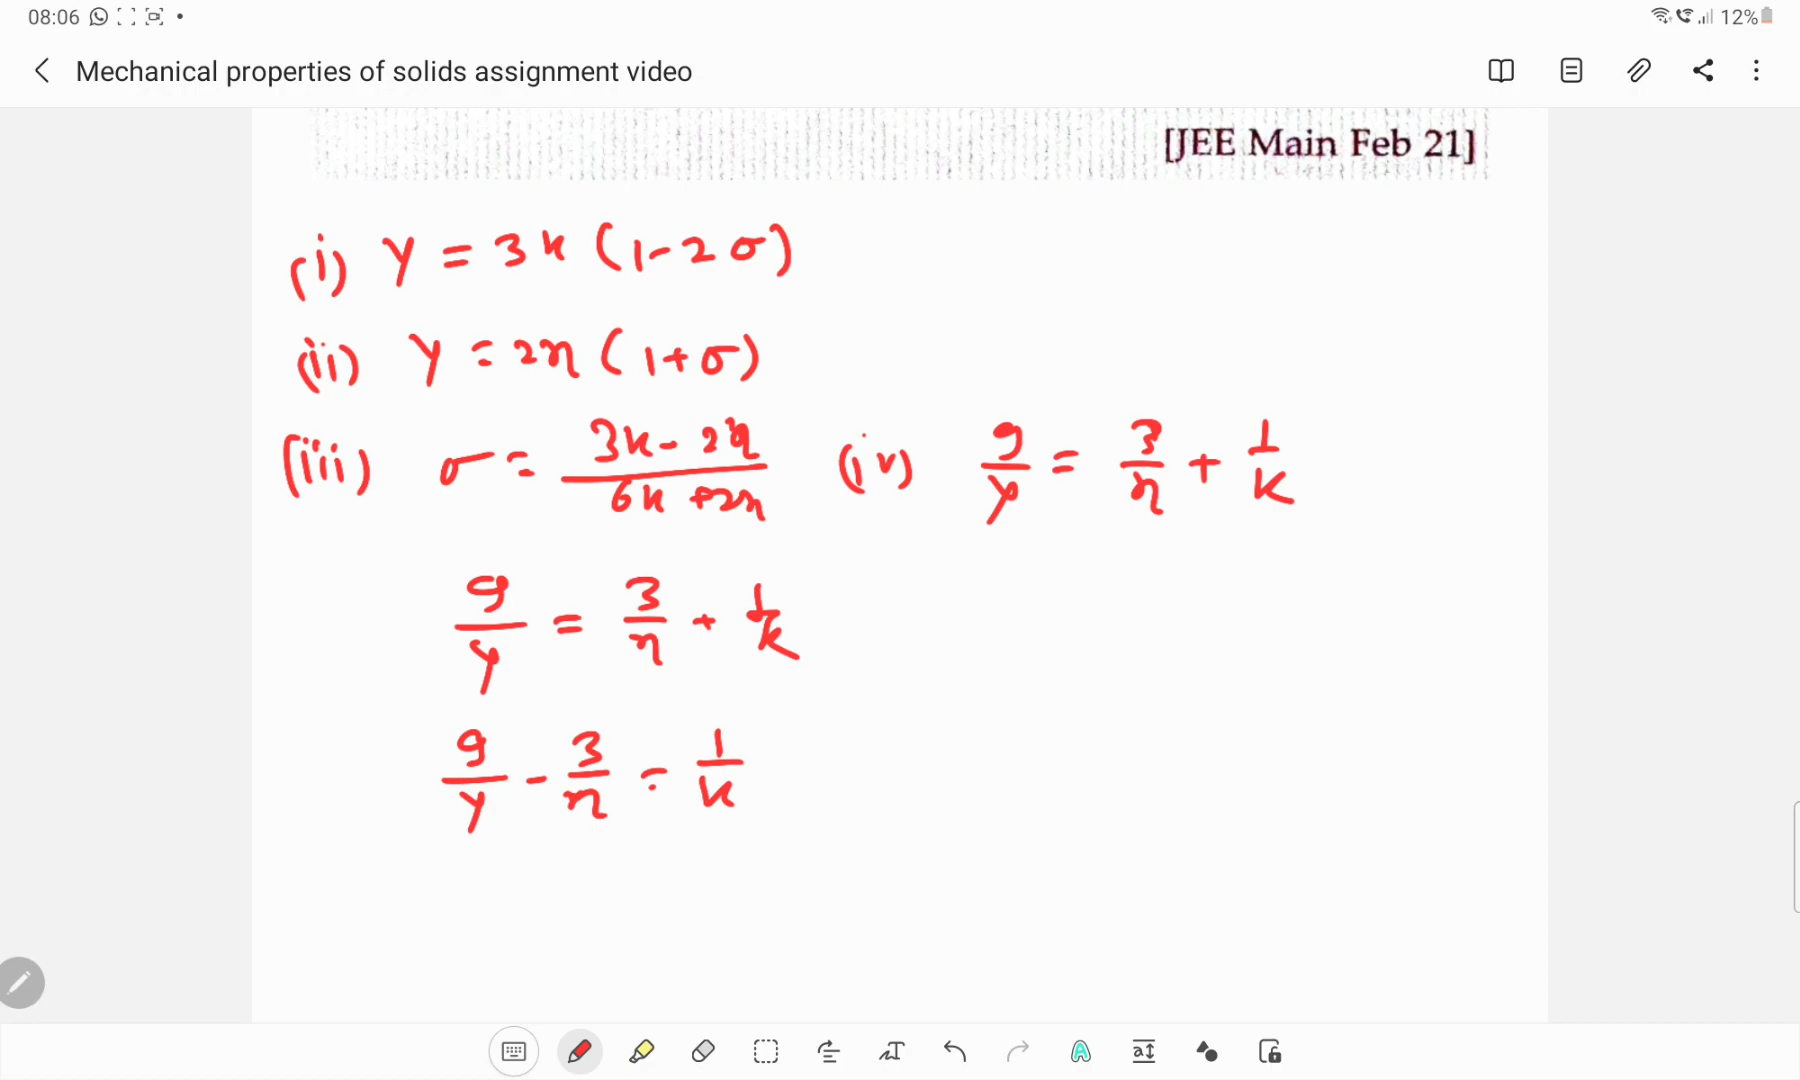 08:06
12%
Mechanical properties of solids assignment video
[JEE Main Feb 21]
(i) Y = 3K (1-2σ)
(ii) Y = 2η (1+σ)
(iii) σ = (3K - 2η)/(6K + 2η) (iv) 9/Y = 3/η + 1/K
9/Y = 3/η + 1/K
9/Y - 3/η = 1/K